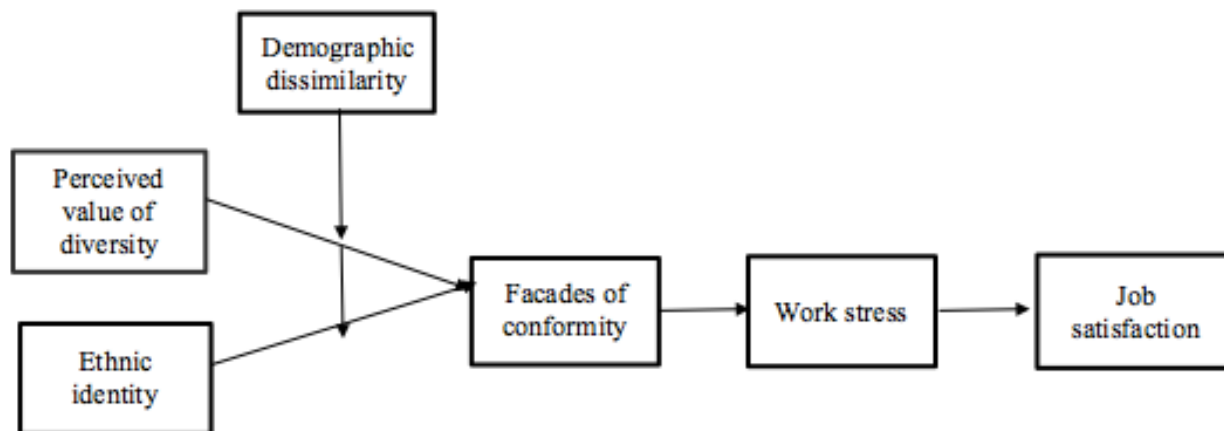 Demographic
dissimilarity
Perceived
value of
diversity
Ethnic
identity
Facades of
conformity
Work stress
Job
satisfaction